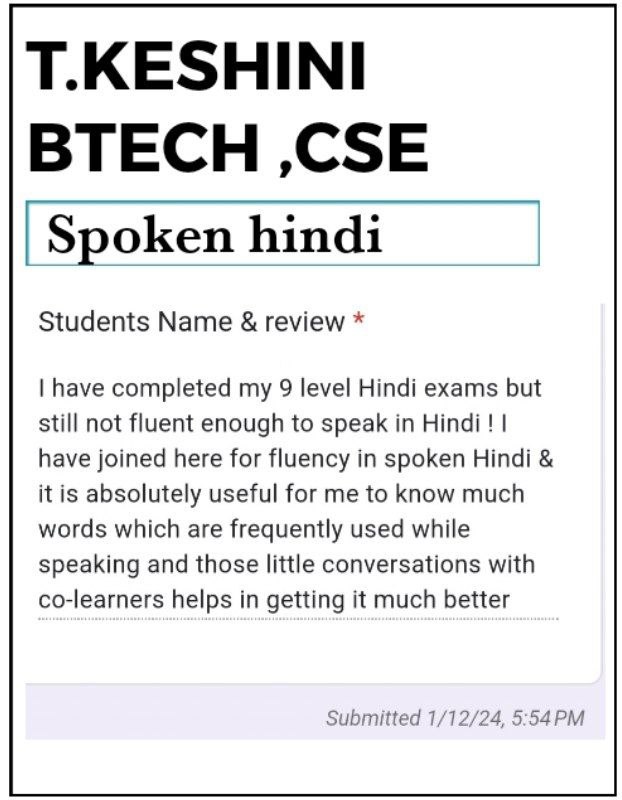 T.KESHINI
BTECH ,CSE
Spoken hindi
Students Name & review *
I have completed my 9 level Hindi exams but
still not fluent enough to speak in Hindi ! I
have joined here for fluency in spoken Hindi &
it is absolutely useful for me to know much
words which are frequently used while
speaking and those little conversations with
co-learners helps in getting it much better
Submitted 1/12/24, 5:54 PM